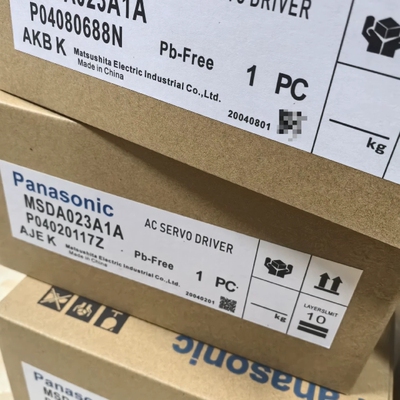 P04080688N
AKB K
Matsushita Electric Industrial Co.,Ltd.
Made in China
Pb-Free
1 PC
20040801
kg
Panasonic
MSDA023A1A
P04020117Z
AJE K
Matsushita Electric Industrial Co.,Ltd.
Made in China
AC SERVO DRIVER
Pb-Free
1 PC
20040201
kg
LAYERSLMIT
10
Panasonic
Panasonic